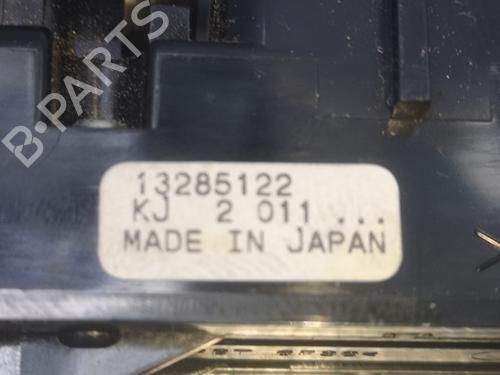 B-PARTS
13285122
KJ 2 011 ...
MADE IN JAPAN